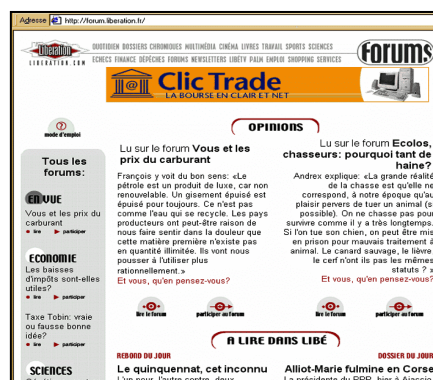 Adresse http://forum.liberation.fr/
Libération
LIBERATION.COM
QUOTIDIEN DOSSIERS CHRONIQUES MULTIMÉDIA CINÉMA LIVRES TRAVAIL SPORTS SCIENCES
ECHECS FINANCE DÉPÊCHES FORUMS NEWSLETTERS LIBÉTV PALM EMPLOI SHOPPING SERVICES
Forums
Clic Trade
LA BOURSE EN CLAIR ET NET
mode d'emploi
Tous les
forums:
EN VUE
Vous et les prix du
carburant
lire participer
ECONOMIE
Les baisses
d'impôts sont-elles
utiles?
lire participer
Taxe Tobin: vraie
ou fausse bonne
idée?
lire participer
SCIENCES
OPINIONS
Lu sur le forum Vous et les
prix du carburant
François y voit du bon sens: «Le
pétrole est un produit de luxe, car non
renouvelable. Un gisement épuisé est
épuisé pour toujours. Ce n'est pas
comme l'eau qui se recycle. Les pays
producteurs ont peut-être raison de
nous faire sentir dans la douleur que
cette matière première n'existe pas
en quantité illimitée. Ils vont nous
pousser à l'utiliser plus
rationnellement.»
Et vous, qu'en pensez-vous?
lire le forum participer au forum
Lu sur le forum Ecolos,
chasseurs: pourquoi tant de
haine?
Andrex explique: «La grande réalité
de la chasse est qu'elle ne
correspond, à notre époque qu'au
plaisir pervers de tuer un animal (si
possible). On ne chasse pas pour
survivre comme il y a très longtemps.
Si l'on tue son chien, on peut être mis
en prison pour mauvais traitement à
animal. Le canard sauvage, le lièvre
le cerf n'ont ils pas les mêmes
statuts ? »
Et vous, qu'en pensez-vous?
lire le forum participer au forum
A LIRE DANS LIBÉ
REBOND DU JOUR
Le quinquennat, cet inconnu
DOSSIER DU JOUR
Alliot-Marie fulmine en Corse